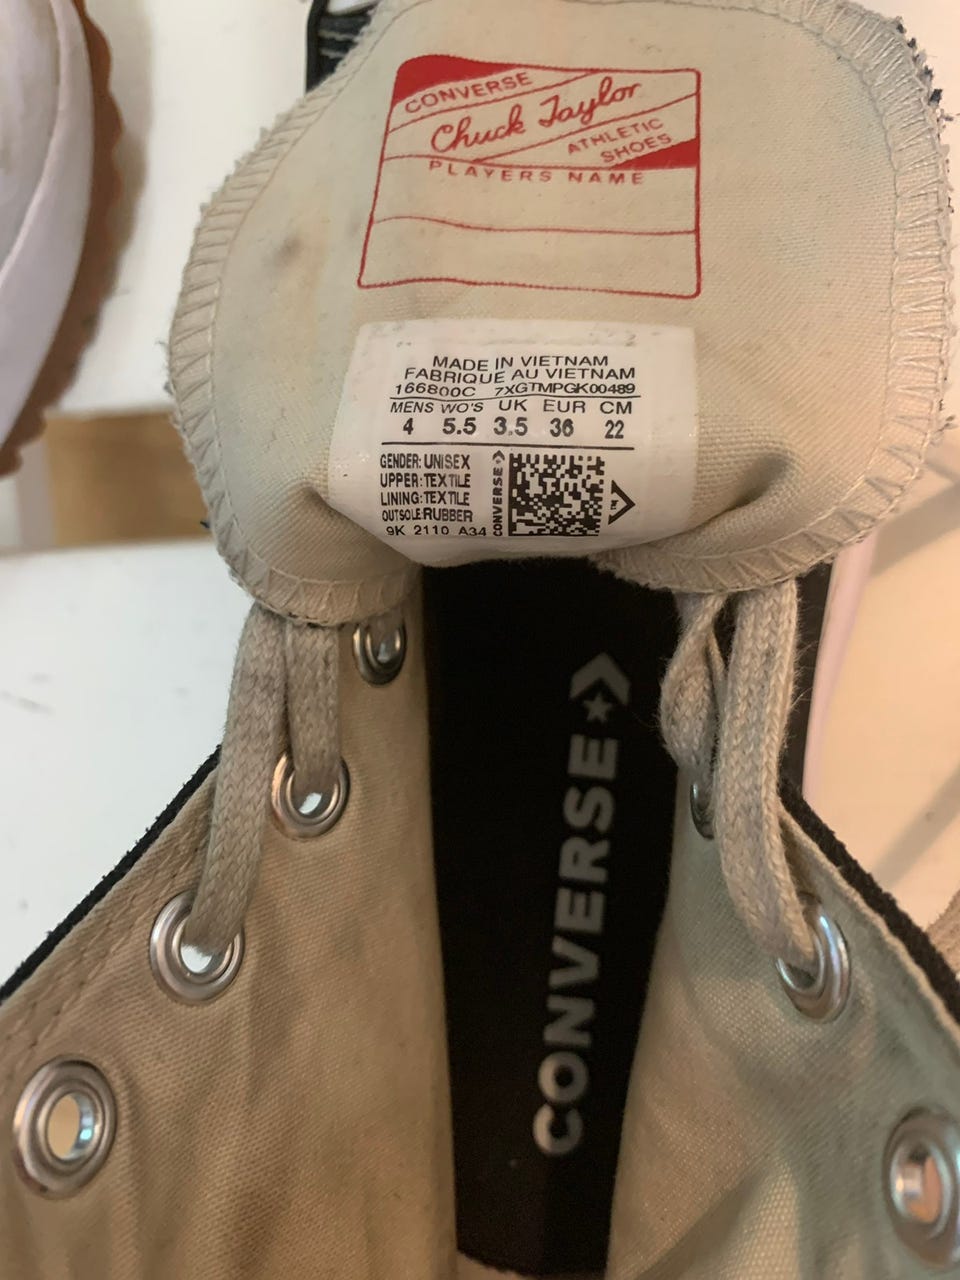 CONVERSE
Chuck Taylor
ATHLETIC
SHOES
PLAYERS NAME
MADE IN VIETNAM
FABRIQUE AU VIETNAM
166800C 7XGTMPGK00489
MENS WO'S UK EUR CM
4 5.5 3.5 36 22
GENDER: UNISEX
UPPER: TEXTILE
LINING: TEXTILE
OUTSOLE: RUBBER
9K 2110 A34
CONVERSE
TM
CONVERSE